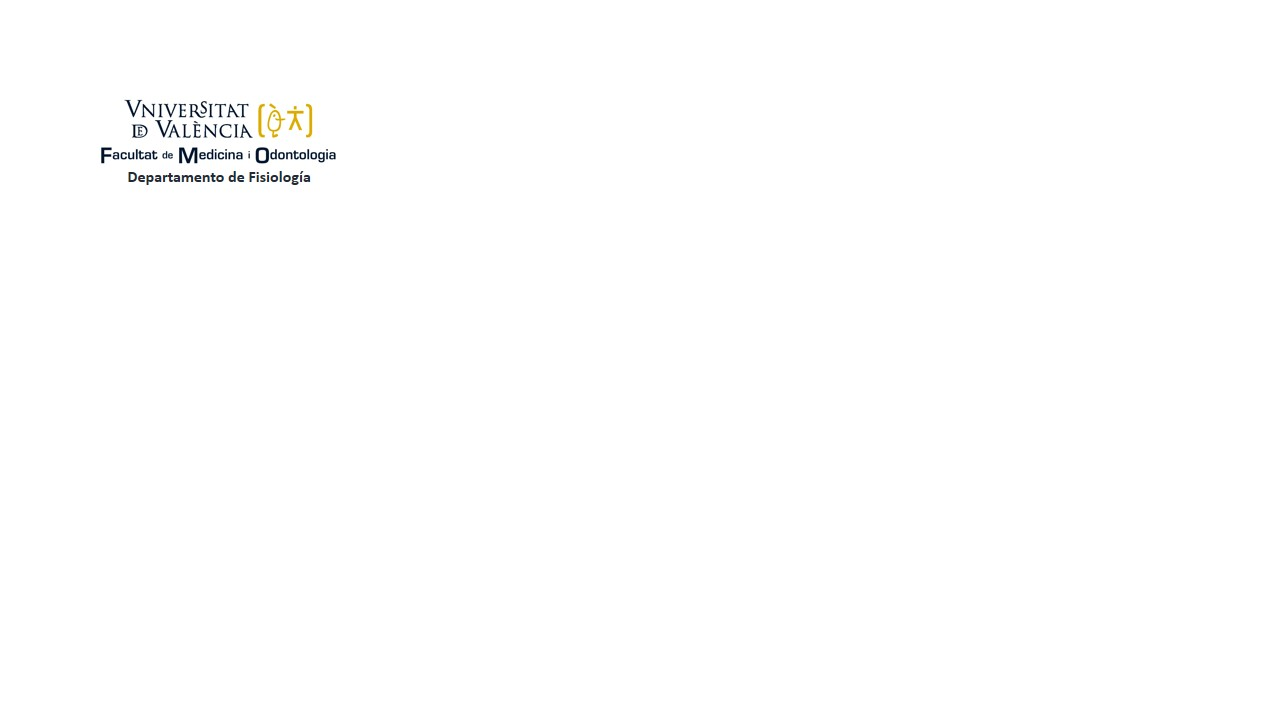 VNIVERSITAT
DE VALÈNCIA
Facultat de Medicina i Odontologia
Departamento de Fisiología